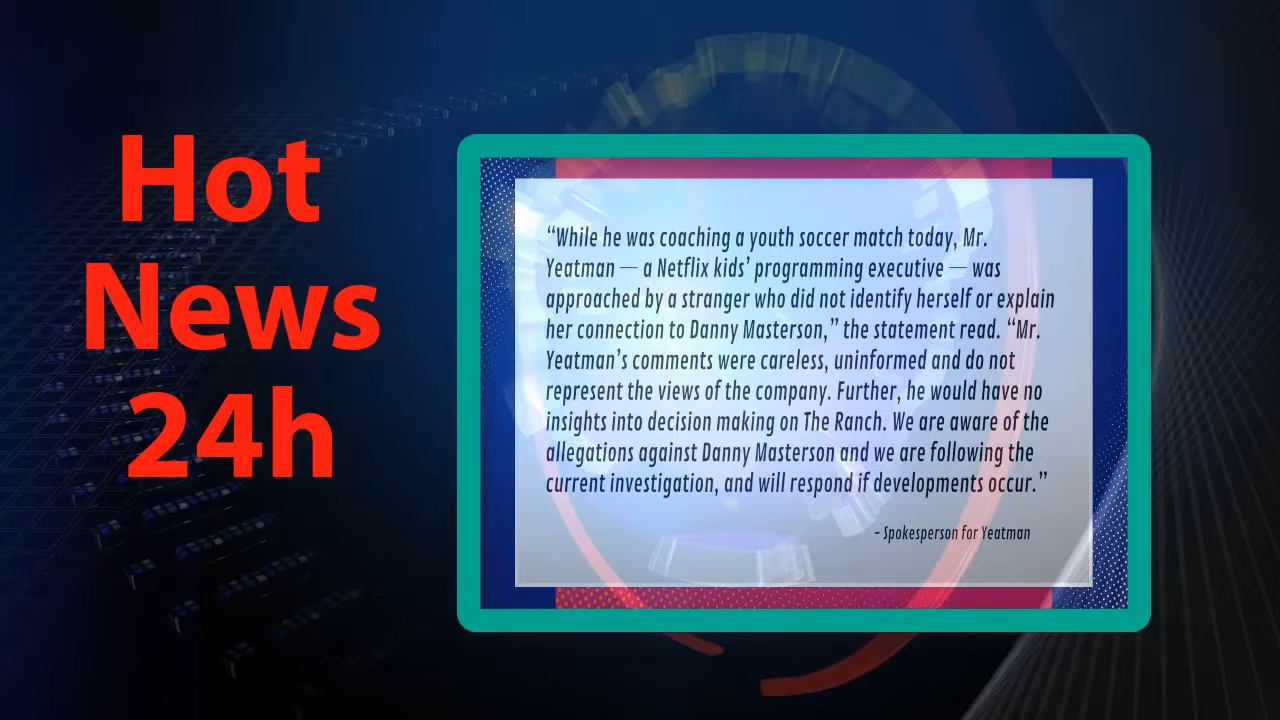 Hot
News
24h
“While he was coaching a youth soccer match today, Mr.
Yeatman — a Netflix kids’ programming executive — was
approached by a stranger who did not identify herself or explain
her connection to Danny Masterson,” the statement read. “Mr.
Yeatman’s comments were careless, uninformed and do not
represent the views of the company. Further, he would have no
insights into decision making on The Ranch. We are aware of the
allegations against Danny Masterson and we are following the
current investigation, and will respond if developments occur.”
- Spokesperson for Yeatman